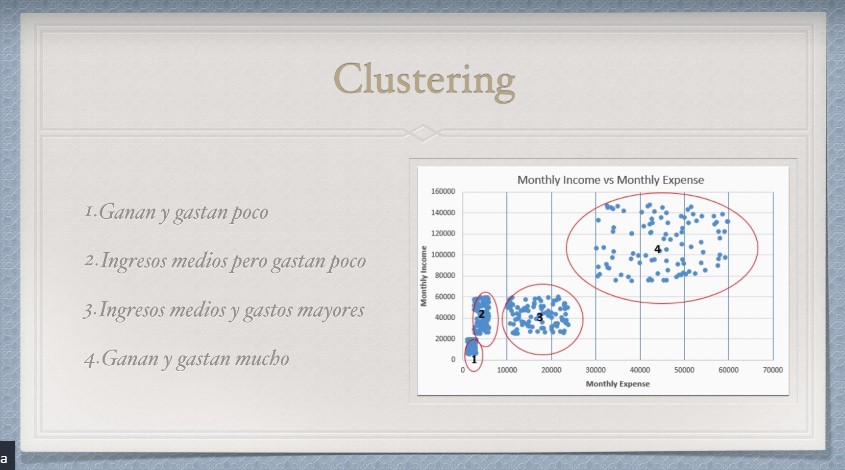 Clustering
1.Ganan y gastan poco
2.Ingresos medios pero gastan poco
3.Ingresos medios y gastos mayores
4.Ganan y gastan mucho
Monthly Income vs Monthly Expense
Monthly Income
160000
140000
120000
100000
80000
60000
40000
20000
0
4
2
3
1
0 10000 20000 30000 40000 50000 60000 70000
Monthly Expense
a